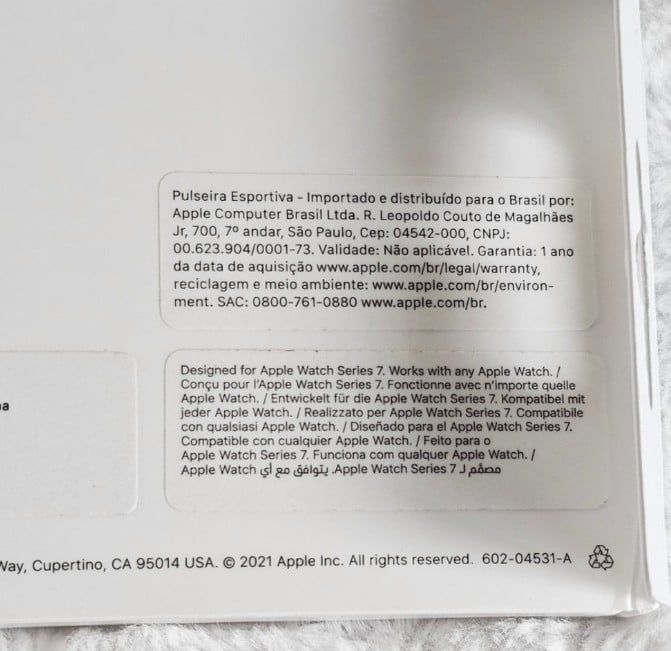 Pulseira Esportiva - Importado e distribuído para o Brasil por:
Apple Computer Brasil Ltda. R. Leopoldo Couto de Magalhães
Jr, 700, 7º andar, São Paulo, Cep: 04542-000, CNPJ:
00.623.904/0001-73. Validade: Não aplicável. Garantia: 1 ano
da data de aquisição www.apple.com/br/legal/warranty,
reciclagem e meio ambiente: www.apple.com/br/environ-
ment. SAC: 0800-761-0880 www.apple.com/br.
Designed for Apple Watch Series 7. Works with any Apple Watch. /
Conçu pour l'Apple Watch Series 7. Fonctionne avec n'importe quelle
Apple Watch. / Entwickelt für die Apple Watch Series 7. Kompatibel mit
jeder Apple Watch. / Realizzato per Apple Watch Series 7. Compatibile
con qualsiasi Apple Watch. / Diseñado para el Apple Watch Series 7.
Compatible con cualquier Apple Watch. / Feito para o
Apple Watch Series 7. Funciona com qualquer Apple Watch. /
مصمَّم لـ Apple Watch Series 7. يتوافق مع أي Apple Watch
Way, Cupertino, CA 95014 USA. © 2021 Apple Inc. All rights reserved. 602-04531-A